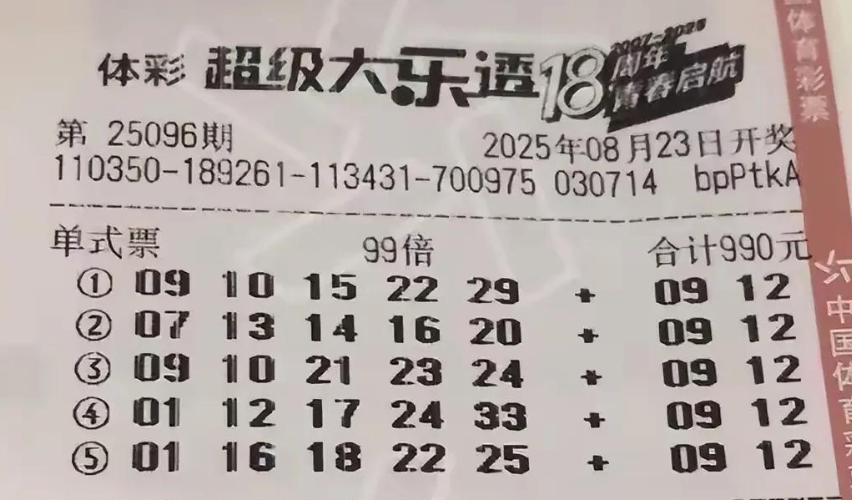 体彩 超级大乐透 18周年 2007-2025 青春启航
第 25096期 2025年08月23日开奖
110350-189261-113431-700975 030714 bpPtkA
单式票 99倍 合计990元
① 09 10 15 22 29 + 09 12
② 07 13 14 16 20 + 09 12
③ 09 10 21 23 24 + 09 12
④ 01 12 17 24 33 + 09 12
⑤ 01 16 18 22 25 + 09 12
国体育彩票
中国体育彩